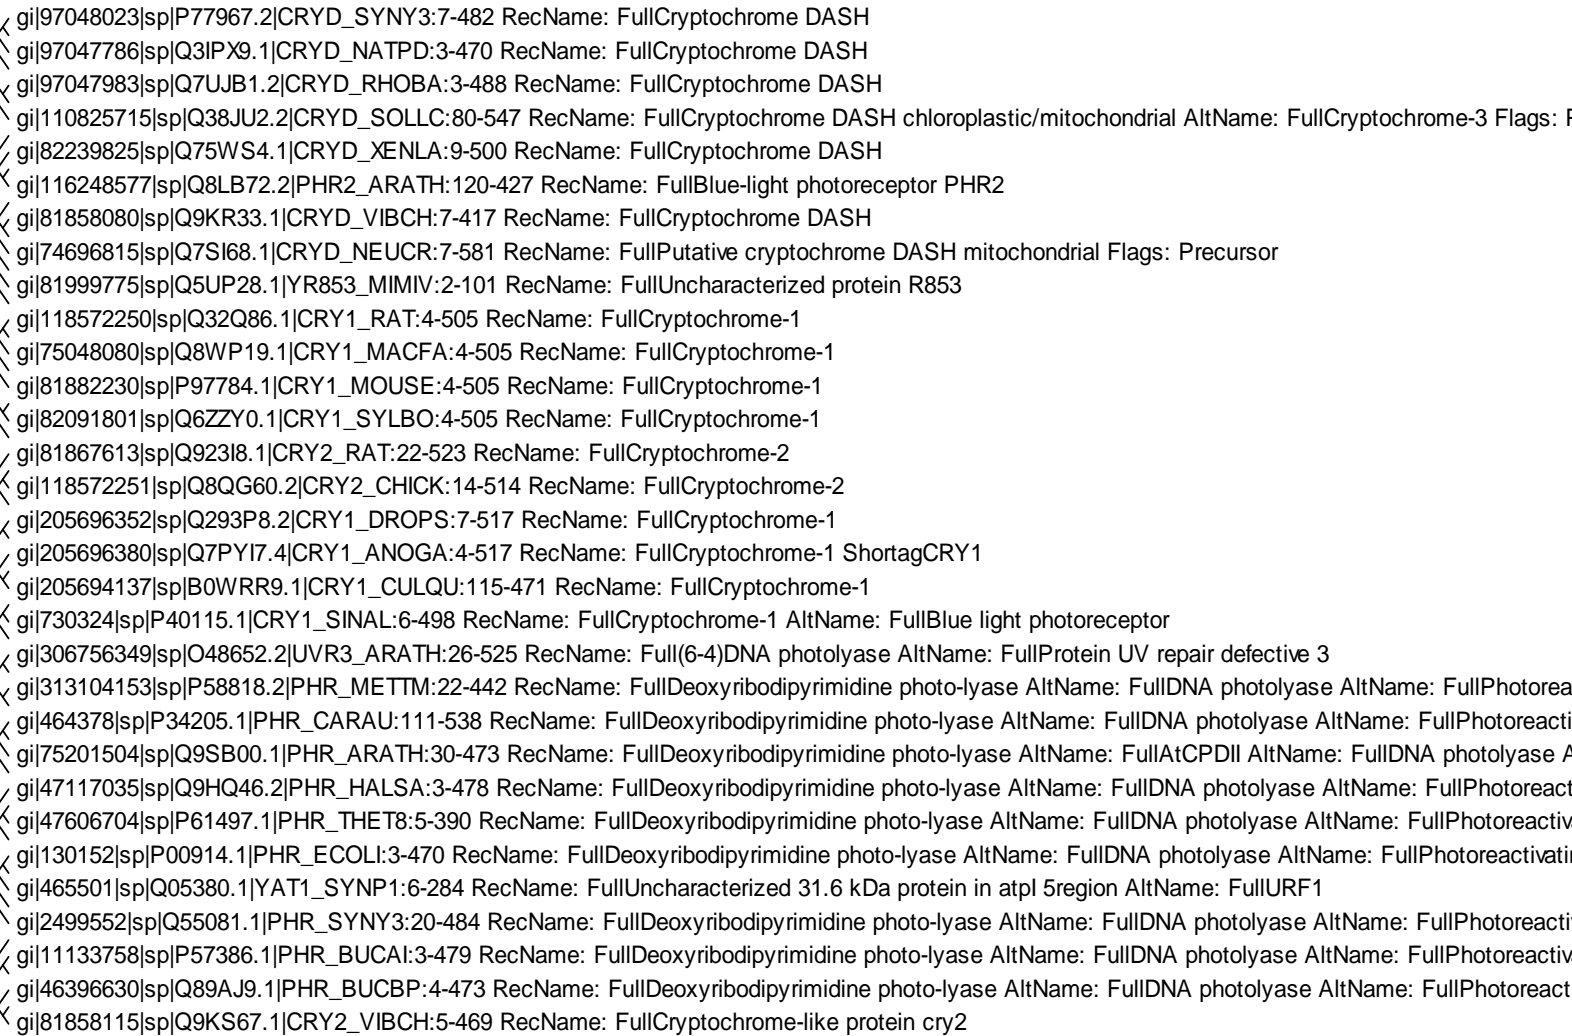 gi|97048023|sp|P77967.2|CRYD_SYNY3:7-482 RecName: FullCryptochrome DASH
gi|97047786|sp|Q3IPX9.1|CRYD_NATPD:3-470 RecName: FullCryptochrome DASH
gi|97047983|sp|Q7UJB1.2|CRYD_RHOBA:3-488 RecName: FullCryptochrome DASH
gi|110825715|sp|Q38JU2.2|CRYD_SOLLC:80-547 RecName: FullCryptochrome DASH chloroplastic/mitochondrial AltName: FullCryptochrome-3 Flags:
gi|82239825|sp|Q75WS4.1|CRYD_XENLA:9-500 RecName: FullCryptochrome DASH
gi|116248577|sp|Q8LB72.2|PHR2_ARATH:120-427 RecName: FullBlue-light photoreceptor PHR2
gi|81858080|sp|Q9KR33.1|CRYD_VIBCH:7-417 RecName: FullCryptochrome DASH
gi|74696815|sp|Q7SI68.1|CRYD_NEUCR:7-581 RecName: FullPutative cryptochrome DASH mitochondrial Flags: Precursor
gi|81999775|sp|Q5UP28.1|YR853_MIMIV:2-101 RecName: FullUncharacterized protein R853
gi|118572250|sp|Q32Q86.1|CRY1_RAT:4-505 RecName: FullCryptochrome-1
gi|75048080|sp|Q8WP19.1|CRY1_MACFA:4-505 RecName: FullCryptochrome-1
gi|81882230|sp|P97784.1|CRY1_MOUSE:4-505 RecName: FullCryptochrome-1
gi|82091801|sp|Q6ZZY0.1|CRY1_SYLBO:4-505 RecName: FullCryptochrome-1
gi|81867613|sp|Q923I8.1|CRY2_RAT:22-523 RecName: FullCryptochrome-2
gi|118572251|sp|Q8QG60.2|CRY2_CHICK:14-514 RecName: FullCryptochrome-2
gi|205696352|sp|Q293P8.2|CRY1_DROPS:7-517 RecName: FullCryptochrome-1
gi|205696380|sp|Q7PYI7.4|CRY1_ANOGA:4-517 RecName: FullCryptochrome-1 ShortagCRY1
gi|205694137|sp|B0WRR9.1|CRY1_CULQU:115-471 RecName: FullCryptochrome-1
gi|730324|sp|P40115.1|CRY1_SINAL:6-498 RecName: FullCryptochrome-1 AltName: FullBlue light photoreceptor
gi|306756349|sp|O48652.2|UVR3_ARATH:26-525 RecName: Full(6-4)DNA photolyase AltName: FullProtein UV repair defective 3
gi|313104153|sp|P58818.2|PHR_METTM:22-442 RecName: FullDeoxyribodipyrimidine photo-lyase AltName: FullDNA photolyase AltName: FullPhotorea
gi|464378|sp|P34205.1|PHR_CARAU:111-538 RecName: FullDeoxyribodipyrimidine photo-lyase AltName: FullDNA photolyase AltName: FullPhotoreacti
gi|75201504|sp|Q9SB00.1|PHR_ARATH:30-473 RecName: FullDeoxyribodipyrimidine photo-lyase AltName: FullAtCPDII AltName: FullDNA photolyase A
gi|47117035|sp|Q9HQ46.2|PHR_HALSA:3-478 RecName: FullDeoxyribodipyrimidine photo-lyase AltName: FullDNA photolyase AltName: FullPhotoreact
gi|47606704|sp|P61497.1|PHR_THET8:5-390 RecName: FullDeoxyribodipyrimidine photo-lyase AltName: FullDNA photolyase AltName: FullPhotoreactiv
gi|130152|sp|P00914.1|PHR_ECOLI:3-470 RecName: FullDeoxyribodipyrimidine photo-lyase AltName: FullDNA photolyase AltName: FullPhotoreactivati
gi|465501|sp|Q05380.1|YAT1_SYNP1:6-284 RecName: FullUncharacterized 31.6 kDa protein in atpI 5region AltName: FullURF1
gi|2499552|sp|Q55081.1|PHR_SYNY3:20-484 RecName: FullDeoxyribodipyrimidine photo-lyase AltName: FullDNA photolyase AltName: FullPhotoreacti
gi|11133758|sp|P57386.1|PHR_BUCAI:3-479 RecName: FullDeoxyribodipyrimidine photo-lyase AltName: FullDNA photolyase AltName: FullPhotoreactiv
gi|46396630|sp|Q89AJ9.1|PHR_BUCBP:4-473 RecName: FullDeoxyribodipyrimidine photo-lyase AltName: FullDNA photolyase AltName: FullPhotoreact
gi|81858115|sp|Q9KS67.1|CRY2_VIBCH:5-469 RecName: FullCryptochrome-like protein cry2